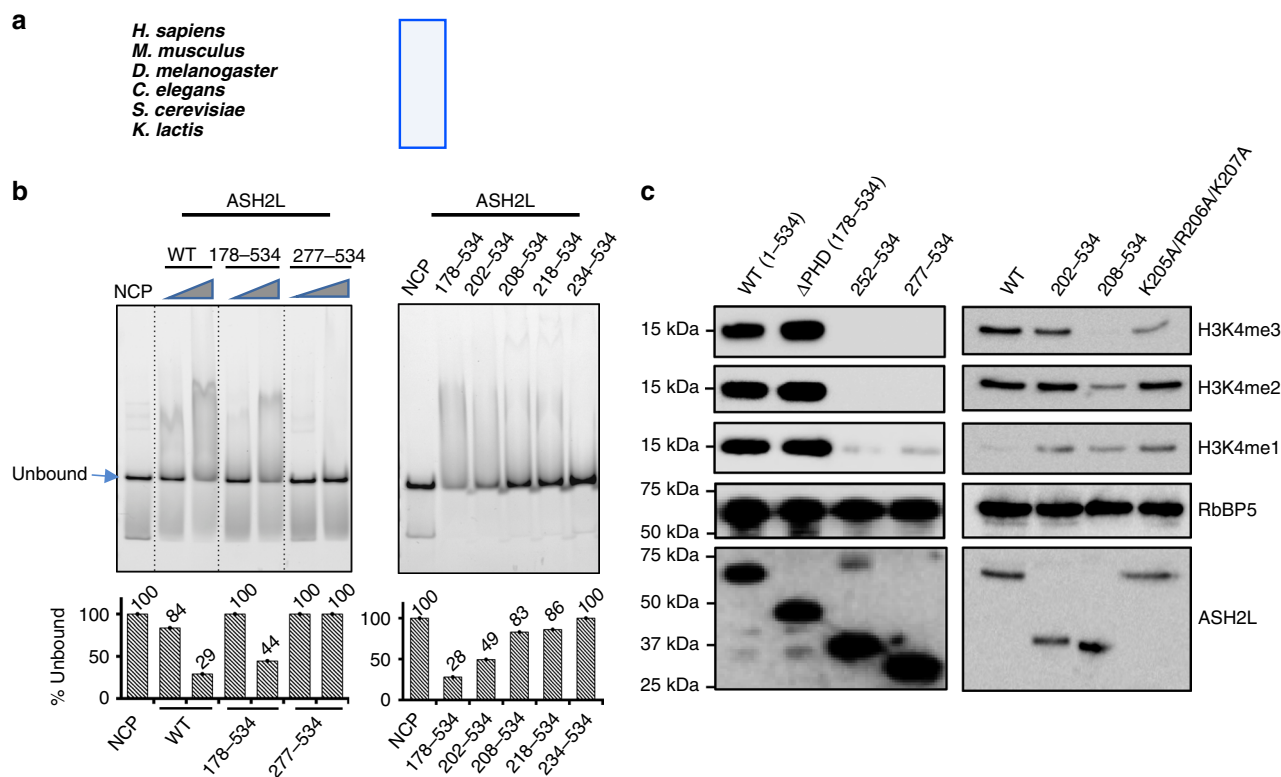 a
H. sapiens
M. musculus
D. melanogaster
C. elegans
S. cerevisiae
K. lactis
b
ASH2L
WT 178–534 277–534
NCP
Unbound
% Unbound
100
50
0
100 84 29 100 44 100 100
NCP WT 178–534 277–534
ASH2L
NCP 178–534 202–534 208–534 218–534 234–534
100
50
0
100 28 49 83 86 100
NCP 178–534 202–534 208–534 218–534 234–534
c
WT (1–534) ΔPHD (178–534) 252–534 277–534
WT 202–534 208–534 K205A/R206A/K207A
15 kDa H3K4me3
15 kDa H3K4me2
15 kDa H3K4me1
75 kDa
RbBP5
50 kDa
75 kDa
50 kDa
ASH2L
37 kDa
25 kDa